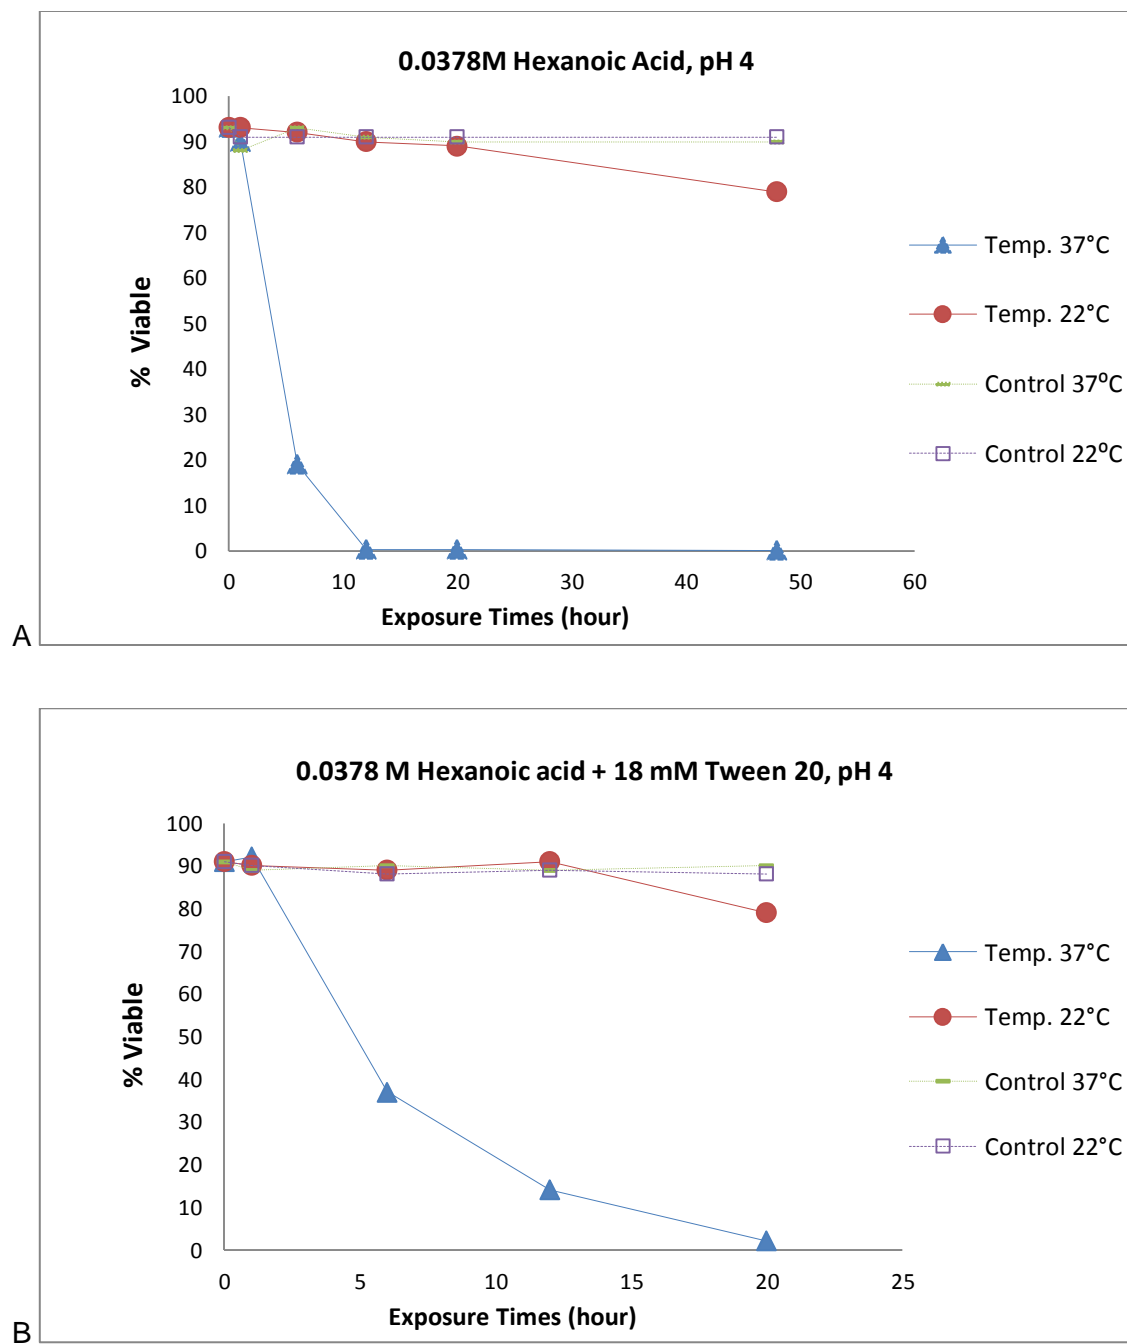 0.0378M Hexanoic Acid, pH 4
100
90
80
70
60
50
40
30
20
10
0
% Viable
0 10 20 30 40 50 60
Exposure Times (hour)
Temp. 37°C
Temp. 22°C
Control 37⁰C
Control 22⁰C
A
0.0378 M Hexanoic acid + 18 mM Tween 20, pH 4
100
90
80
70
60
50
40
30
20
10
0
% Viable
0 5 10 15 20 25
Exposure Times (hour)
Temp. 37°C
Temp. 22°C
Control 37°C
Control 22°C
B